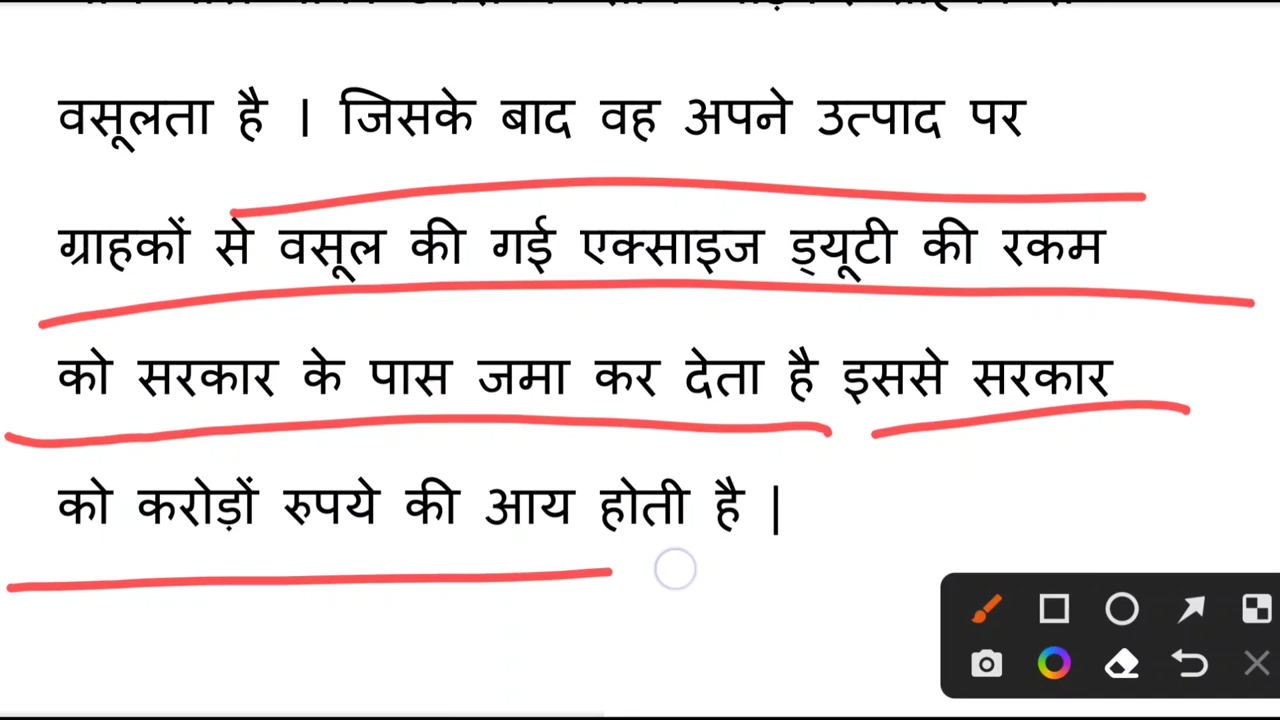 वसूलता है । जिसके बाद वह अपने उत्पाद पर
ग्राहकों से वसूल की गई एक्साइज ड्यूटी की रकम
को सरकार के पास जमा कर देता है इससे सरकार
को करोड़ों रुपये की आय होती है |